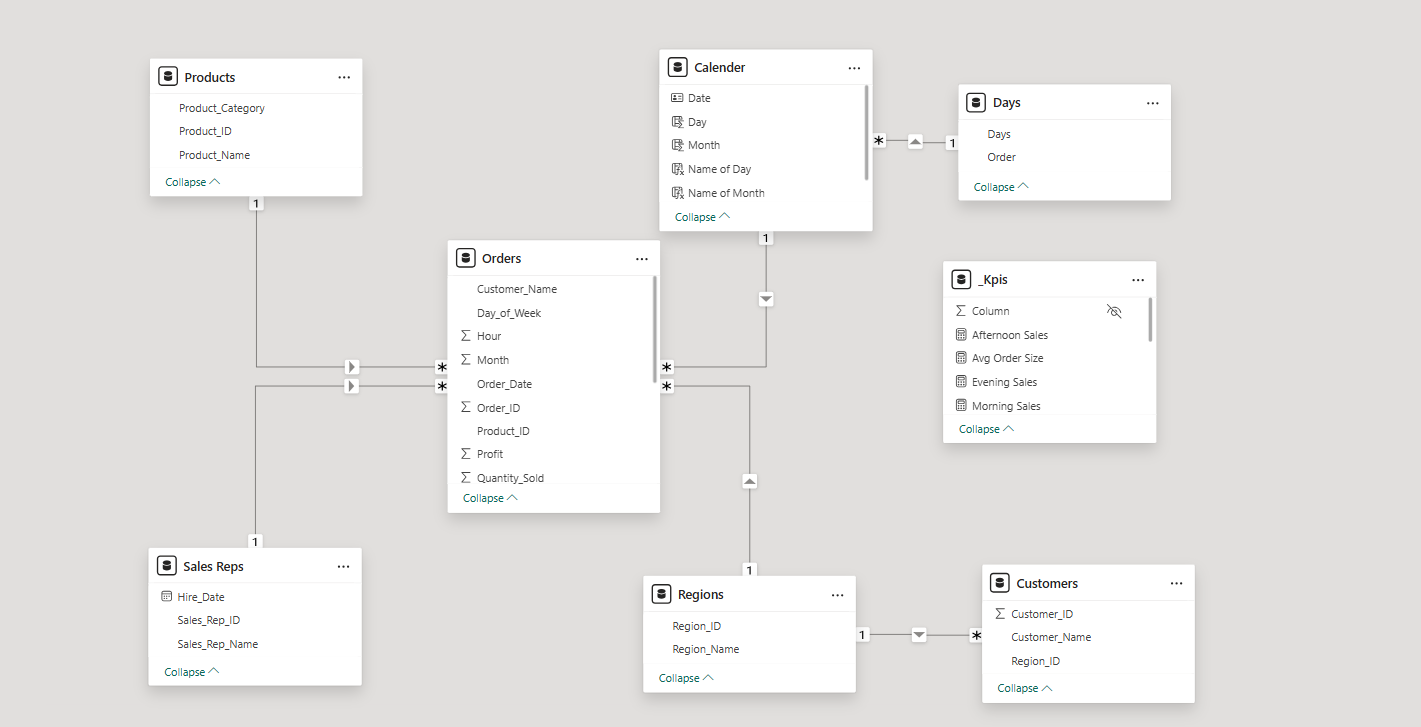 Products
Product_Category
Product_ID
Product_Name
Collapse
1
Calender
Date
Day
Month
Name of Day
Name of Month
Collapse
1
*
1
Days
Days
Order
Collapse
Orders
Customer_Name
Day_of_Week
Σ Hour
Σ Month
Order_Date
Σ Order_ID
Product_ID
Σ Profit
Σ Quantity_Sold
Collapse
*
*
*
*
_Kpis
Σ Column
Afternoon Sales
Avg Order Size
Evening Sales
Morning Sales
Collapse
1
Sales Reps
Hire_Date
Sales_Rep_ID
Sales_Rep_Name
Collapse
1
Regions
Region_ID
Region_Name
Collapse
1
*
Customers
Σ Customer_ID
Customer_Name
Region_ID
Collapse